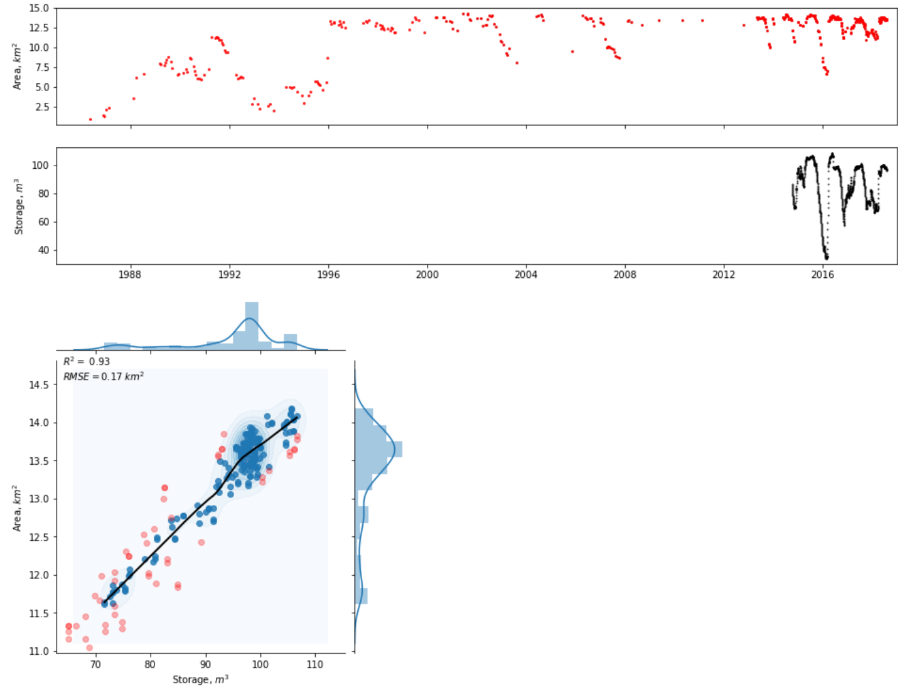 15.0
12.5
10.0
7.5
5.0
2.5
Area, km²
100
80
60
40
Storage, m³
1988 1992 1996 2000 2004 2008 2012 2016
R² = 0.93
RMSE = 0.17 km²
14.5
14.0
13.5
13.0
12.5
12.0
11.5
11.0
Area, km²
70 80 90 100 110
Storage, m³